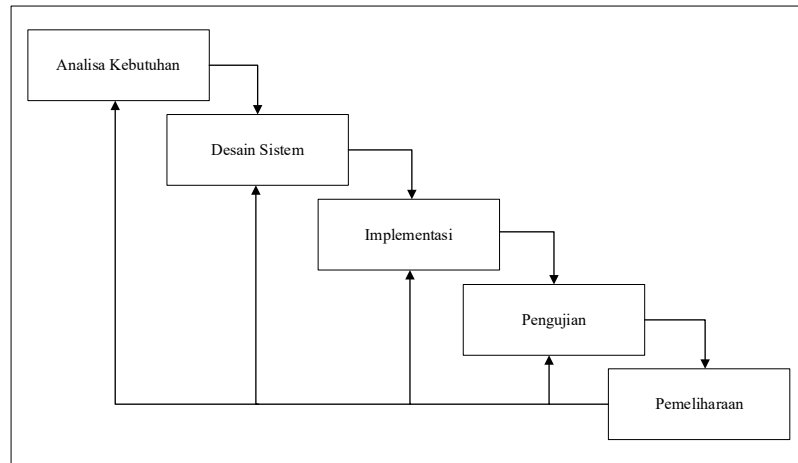 Analisa Kebutuhan
Desain Sistem
Implementasi
Pengujian
Pemeliharaan